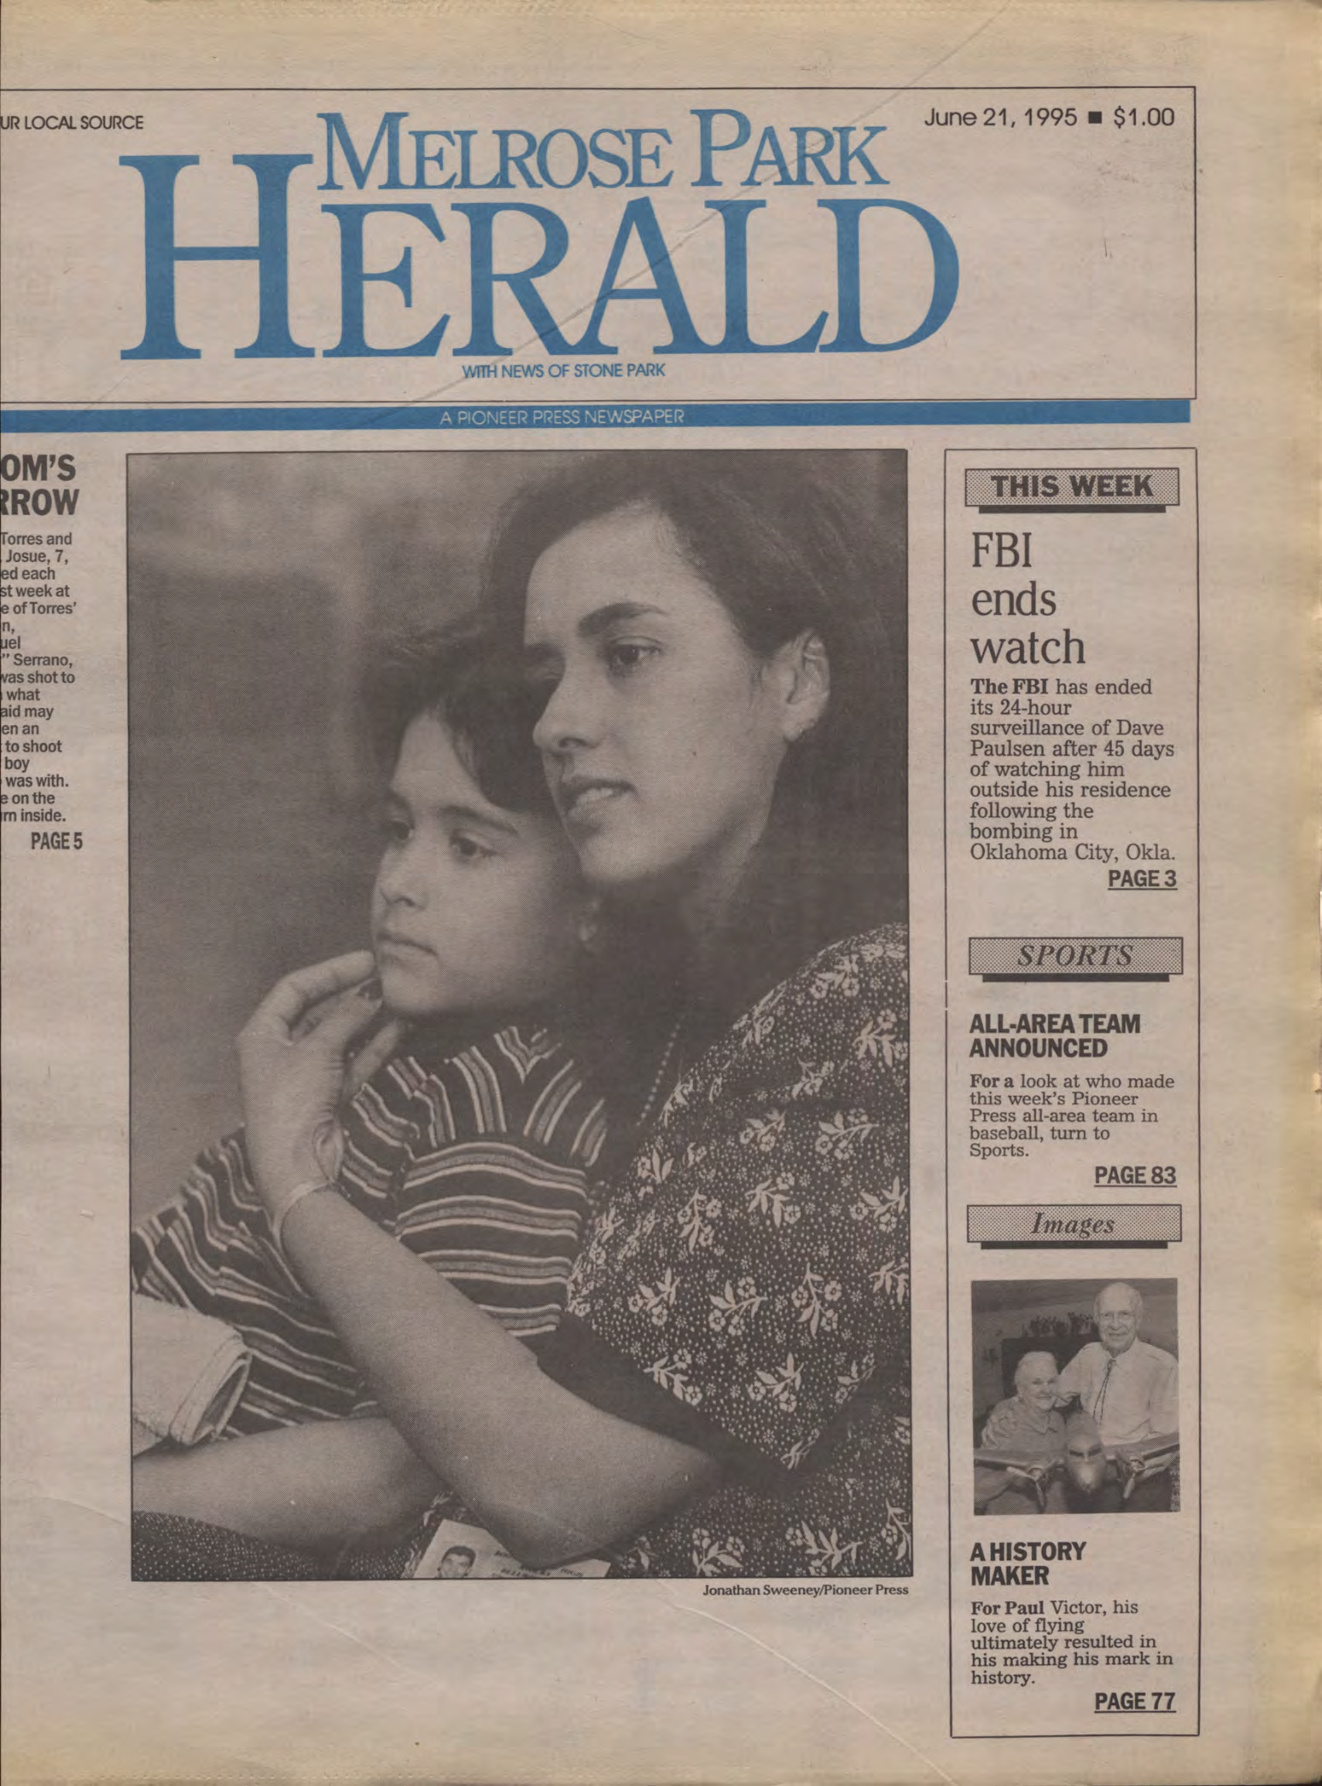 UR LOCAL SOURCE
MELROSE PARK
HERALD
June 21, 1995 ■ $1.00
WITH NEWS OF STONE PARK
A PIONEER PRESS NEWSPAPER
OM'S
RROW
Torres and
Josue, 7,
ed each
st week at
e of Torres'
n,
uel
" Serrano,
was shot to
what
aid may
en an
to shoot
boy
was with.
e on the
rn inside.
PAGE 5
Jonathan Sweeney/Pioneer Press
THIS WEEK
FBI
ends
watch
The FBI has ended
its 24-hour
surveillance of Dave
Paulsen after 45 days
of watching him
outside his residence
following the
bombing in
Oklahoma City, Okla.
PAGE 3
SPORTS
ALL-AREA TEAM
ANNOUNCED
For a look at who made
this week's Pioneer
Press all-area team in
baseball, turn to
Sports.
PAGE 83
Images
A HISTORY
MAKER
For Paul Victor, his
love of flying
ultimately resulted in
his making his mark in
history.
PAGE 77